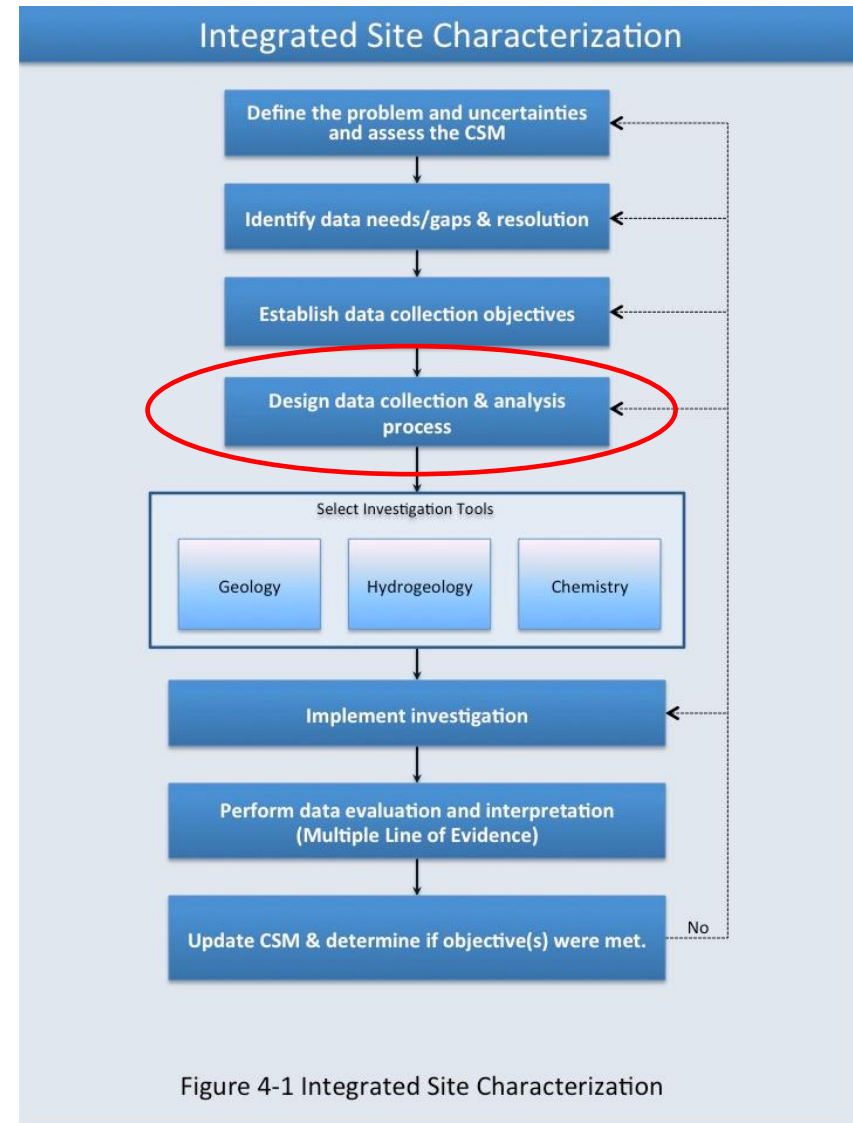 Integrated Site Characterization
Define the problem and uncertainties
and assess the CSM
Identify data needs/gaps & resolution
Establish data collection objectives
Design data collection & analysis
process
Select Investigation Tools
Geology
Hydrogeology
Chemistry
Implement investigation
Perform data evaluation and interpretation
(Multiple Line of Evidence)
Update CSM & determine if objective(s) were met.
No
Figure 4-1 Integrated Site Characterization